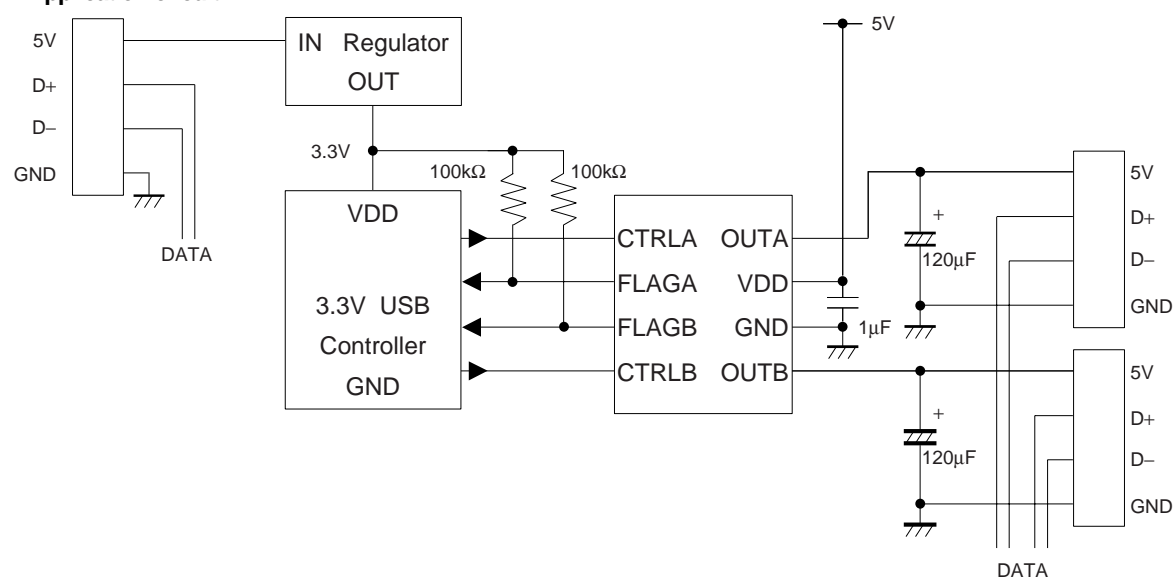 5V
D+
D−
GND
DATA
IN Regulator
OUT
3.3V
100kΩ
100kΩ
VDD
3.3V USB
Controller
GND
CTRLA OUTA
FLAGA VDD
FLAGB GND
CTRLB OUTB
5V
1μF
+
120μF
+
120μF
5V
D+
D−
GND
5V
D+
D−
GND
DATA